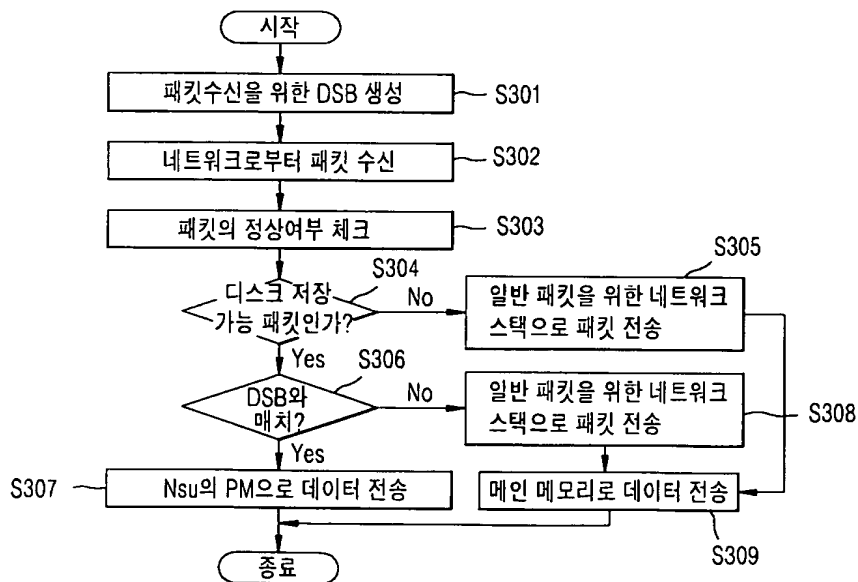 시작
패킷수신을 위한 DSB 생성
S301
네트워크로부터 패킷 수신
S302
패킷의 정상여부 체크
S303
디스크 저장
가능 패킷인가?
S304
No
일반 패킷을 위한 네트워크
스택으로 패킷 전송
S305
Yes
DSB와
매치?
S306
No
일반 패킷을 위한 네트워크
스택으로 패킷 전송
S308
Yes
S307
Nsu의 PM으로 데이터 전송
메인 메모리로 데이터 전송
S309
종료